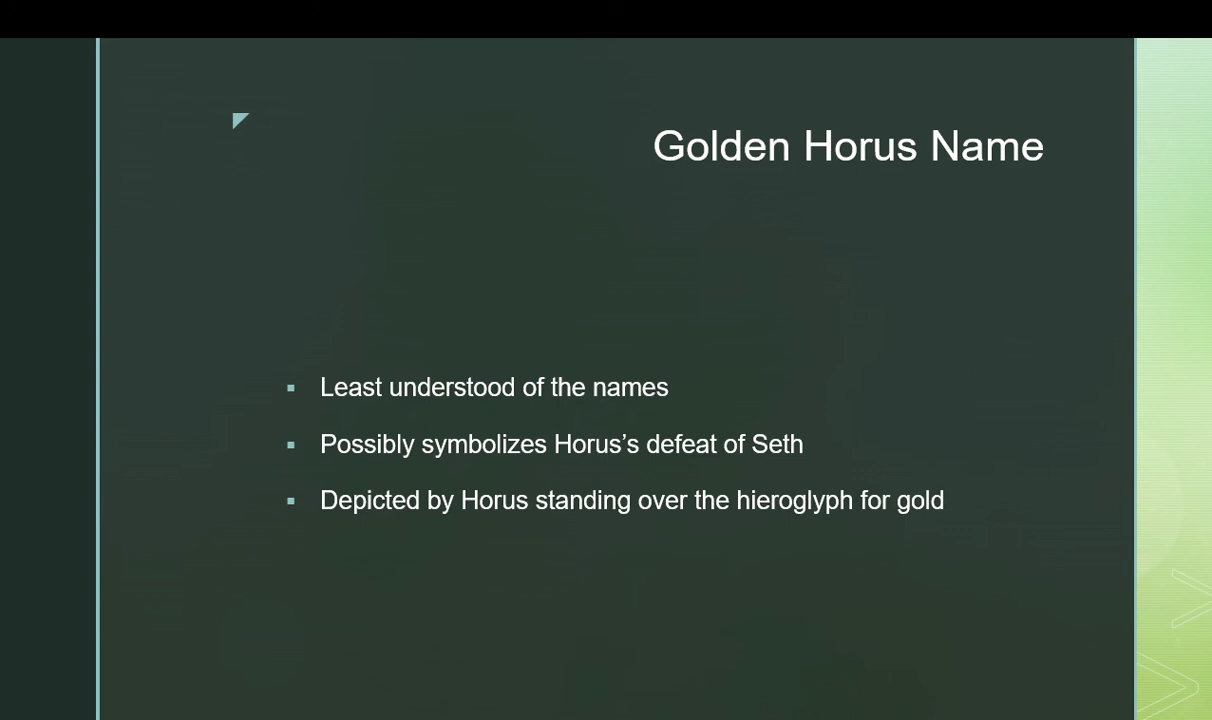 Golden Horus Name
Least understood of the names
Possibly symbolizes Horus’s defeat of Seth
Depicted by Horus standing over the hieroglyph for gold